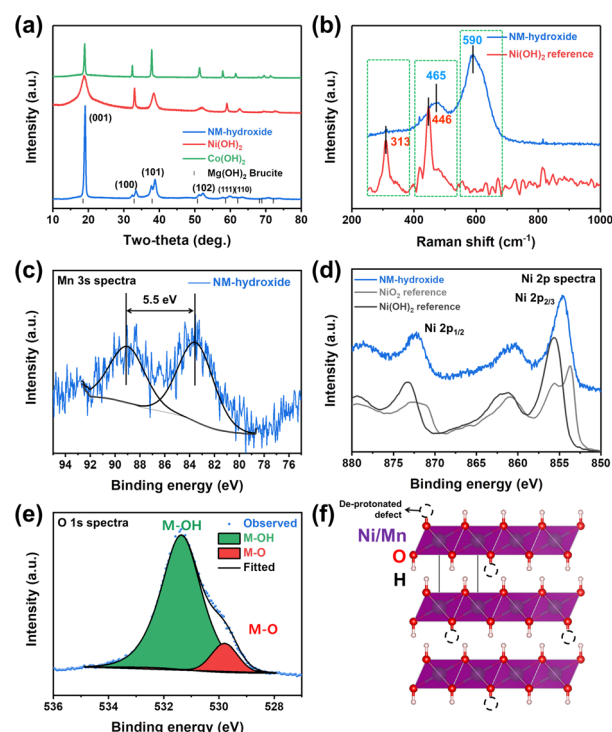 (a)
Intensity (a.u.)
(001)
(100)
(101)
(102)
(111)(110)
NM-hydroxide
Ni(OH)2
Co(OH)2
Mg(OH)2 Brucite
10 20 30 40 50 60 70 80
Two-theta (deg.)
(b)
Intensity (a.u.)
590
NM-hydroxide
Ni(OH)2 reference
465
446
313
200 400 600 800 1000
Raman shift (cm-1)
(c)
Intensity (a.u.)
Mn 3s spectra
NM-hydroxide
5.5 eV
94 92 90 88 86 84 82 80 78 76
Binding energy (eV)
(d)
Intensity (a.u.)
NM-hydroxide
NiO2 reference
Ni(OH)2 reference
Ni 2p spectra
Ni 2p2/3
Ni 2p1/2
880 875 870 865 860 855 850
Binding energy (eV)
(e)
Intensity (a.u.)
O 1s spectra
M-OH
Observed
M-OH
M-O
Fitted
M-O
536 534 532 530 528
Binding energy (eV)
(f)
De-protonated
defect
Ni/Mn
O
H